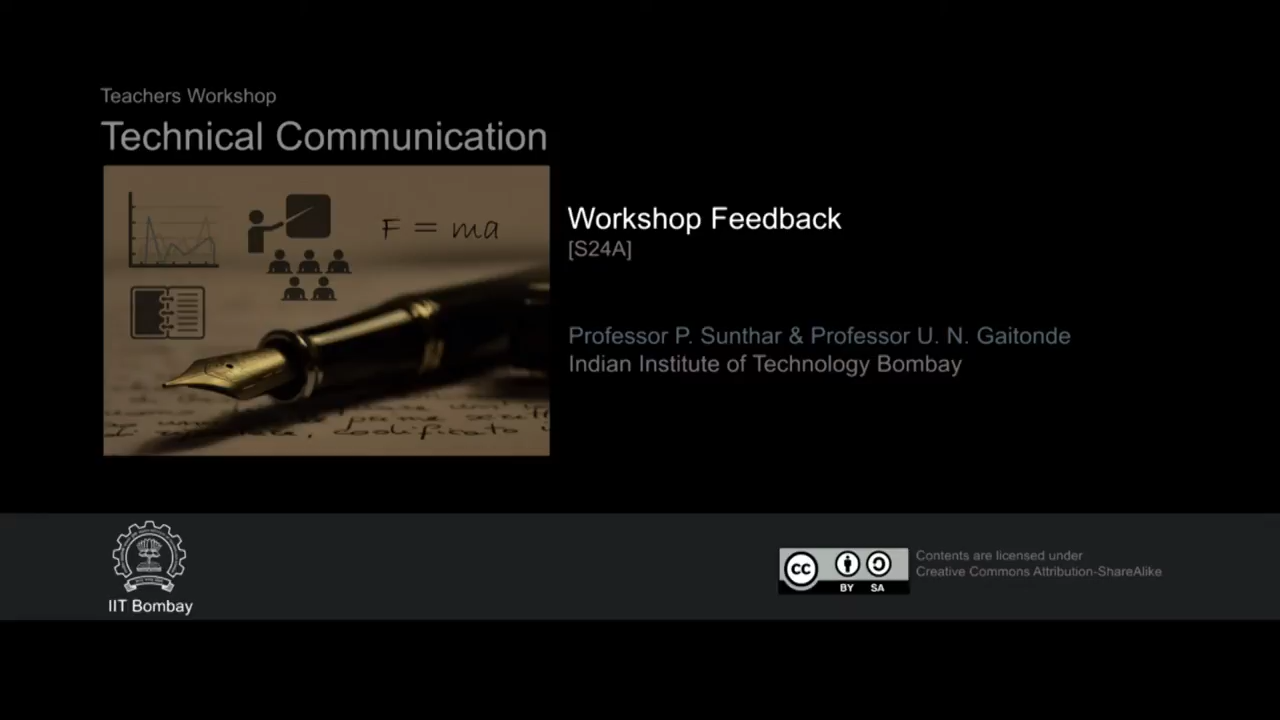 Teachers Workshop
Technical Communication
F = ma
Workshop Feedback
[S24A]
Professor P. Sunthar & Professor U. N. Gaitonde
Indian Institute of Technology Bombay
IIT Bombay
cc
BY SA
Contents are licensed under
Creative Commons Attribution-ShareAlike